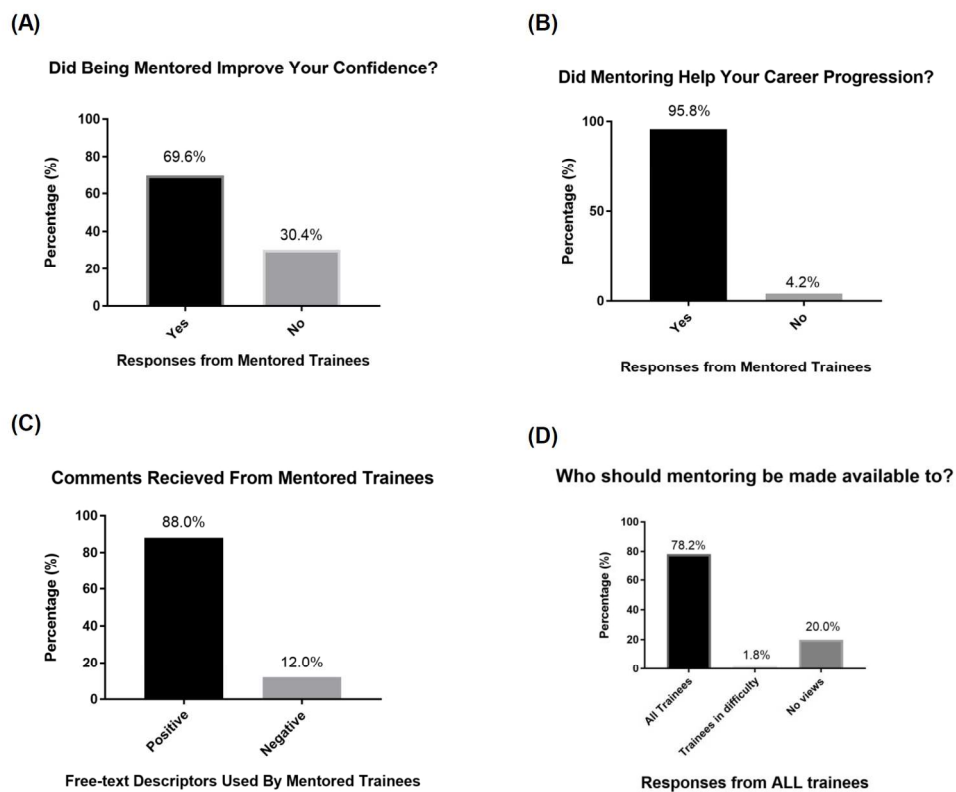 (A)
Did Being Mentored Improve Your Confidence?
Percentage (%)
100
80
60
40
20
0
69.6%
30.4%
Yes
No
Responses from Mentored Trainees
(B)
Did Mentoring Help Your Career Progression?
Percentage (%)
100
50
0
95.8%
4.2%
Yes
No
Responses from Mentored Trainees
(C)
Comments Recieved From Mentored Trainees
Percentage (%)
100
80
60
40
20
0
88.0%
12.0%
Positive
Negative
Free-text Descriptors Used By Mentored Trainees
(D)
Who should mentoring be made available to?
Percentage (%)
100
80
60
40
20
0
78.2%
1.8%
20.0%
All Trainees
Trainees in difficulty
No views
Responses from ALL trainees